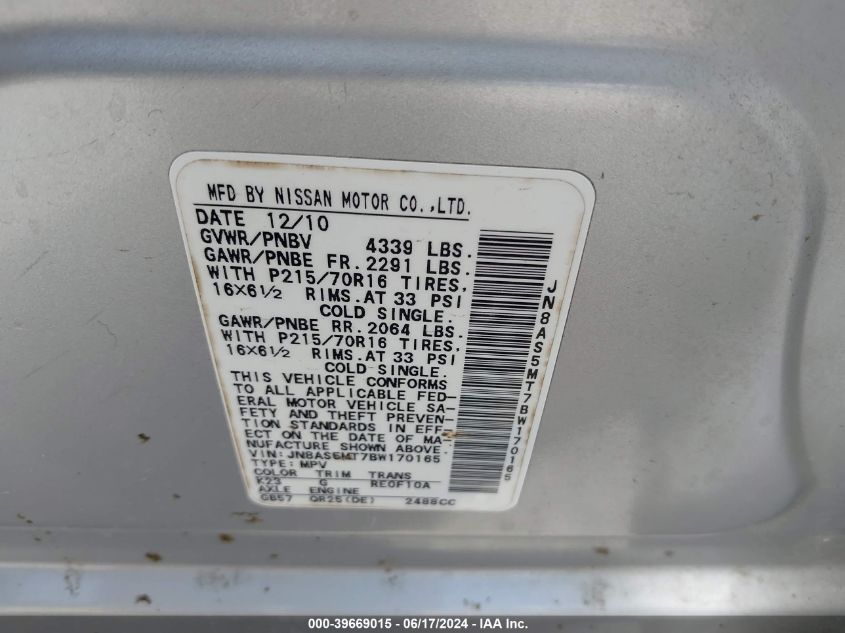 MFD BY NISSAN MOTOR CO.,LTD.
DATE 12/10
GVWR/PNBV 4339 LBS.
GAWR/PNBE FR.2291 LBS.
WITH P215/70R16 TIRES,
16X6½ RIMS.AT 33 PSI
COLD SINGLE.
GAWR/PNBE RR.2064 LBS.
WITH P215/70R16 TIRES,
16X6½ RIMS.AT 33 PSI
COLD SINGLE.
THIS VEHICLE CONFORMS
TO ALL APPLICABLE FED-
ERAL MOTOR VEHICLE SA-
FETY AND THEFT PREVEN-
TION STANDARDS IN EFF-
ECT ON THE DATE OF MA-
NUFACTURE SHOWN ABOVE.
VIN: JN8AS5MT7BW170165
TYPE: MPV
COLOR TRIM TRANS
K23 G RE0F10A
AXLE ENGINE
GB57 QR25(DE) 2488CC
JN8AS5MT7BW170165
000-39669015 - 06/17/2024 - IAA Inc.